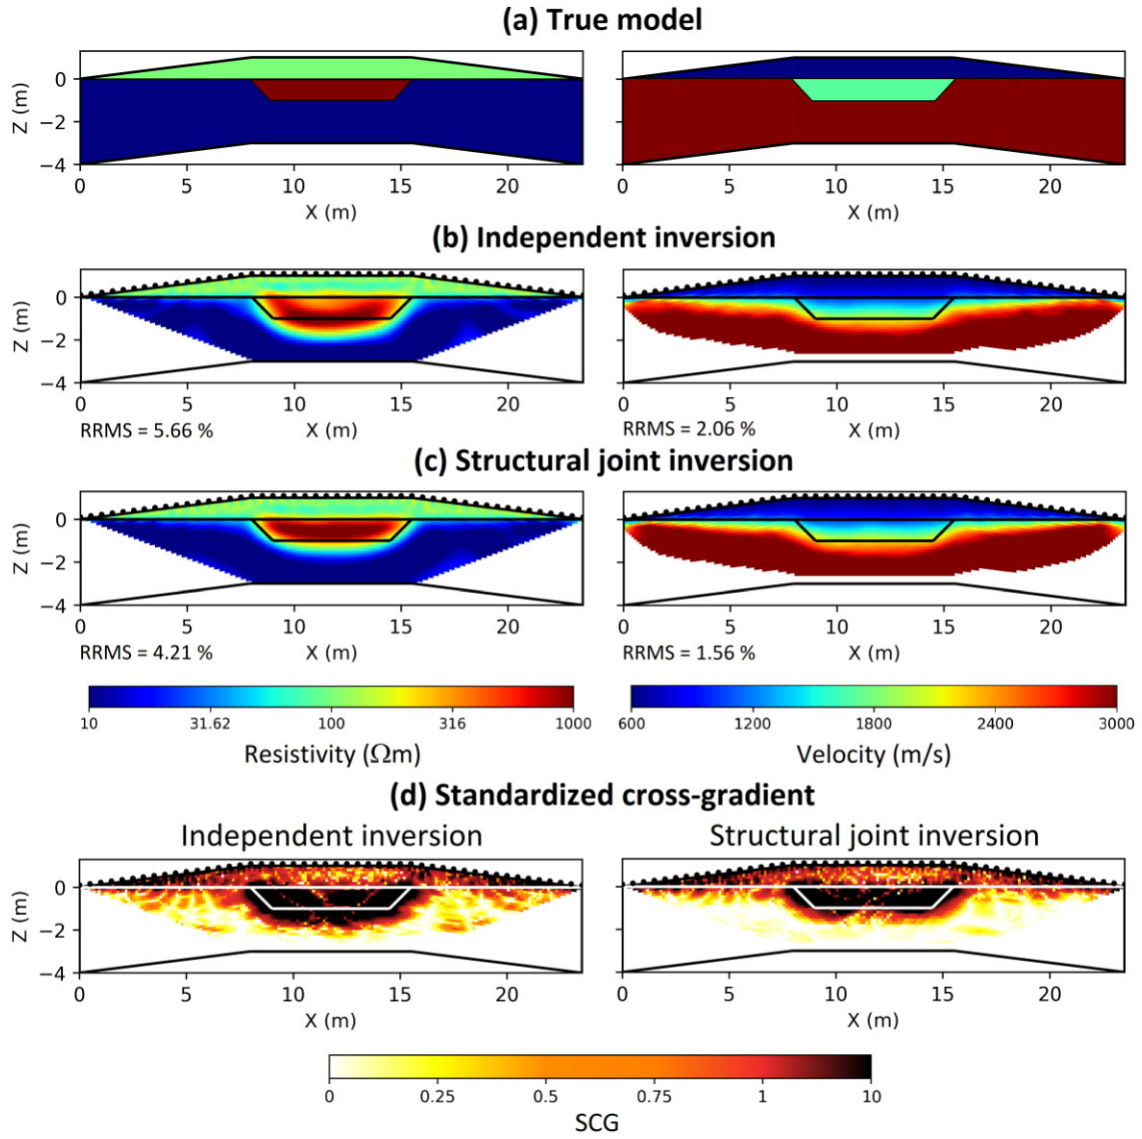 (a) True model
Z (m)
0
−2
−4
0 5 10 15 20 0 5 10 15 20
X (m) X (m)
(b) Independent inversion
Z (m)
0
−2
−4
0 5 10 15 20 0 5 10 15 20
RRMS = 5.66 % X (m) RRMS = 2.06 % X (m)
(c) Structural joint inversion
Z (m)
0
−2
−4
0 5 10 15 20 0 5 10 15 20
RRMS = 4.21 % X (m) RRMS = 1.56 % X (m)
10 31.62 100 316 1000 600 1200 1800 2400 3000
Resistivity (Ωm) Velocity (m/s)
(d) Standardized cross-gradient
Independent inversion Structural joint inversion
Z (m)
0
−2
−4
0 5 10 15 20 0 5 10 15 20
X (m) X (m)
0 0.25 0.5 0.75 1 10
SCG